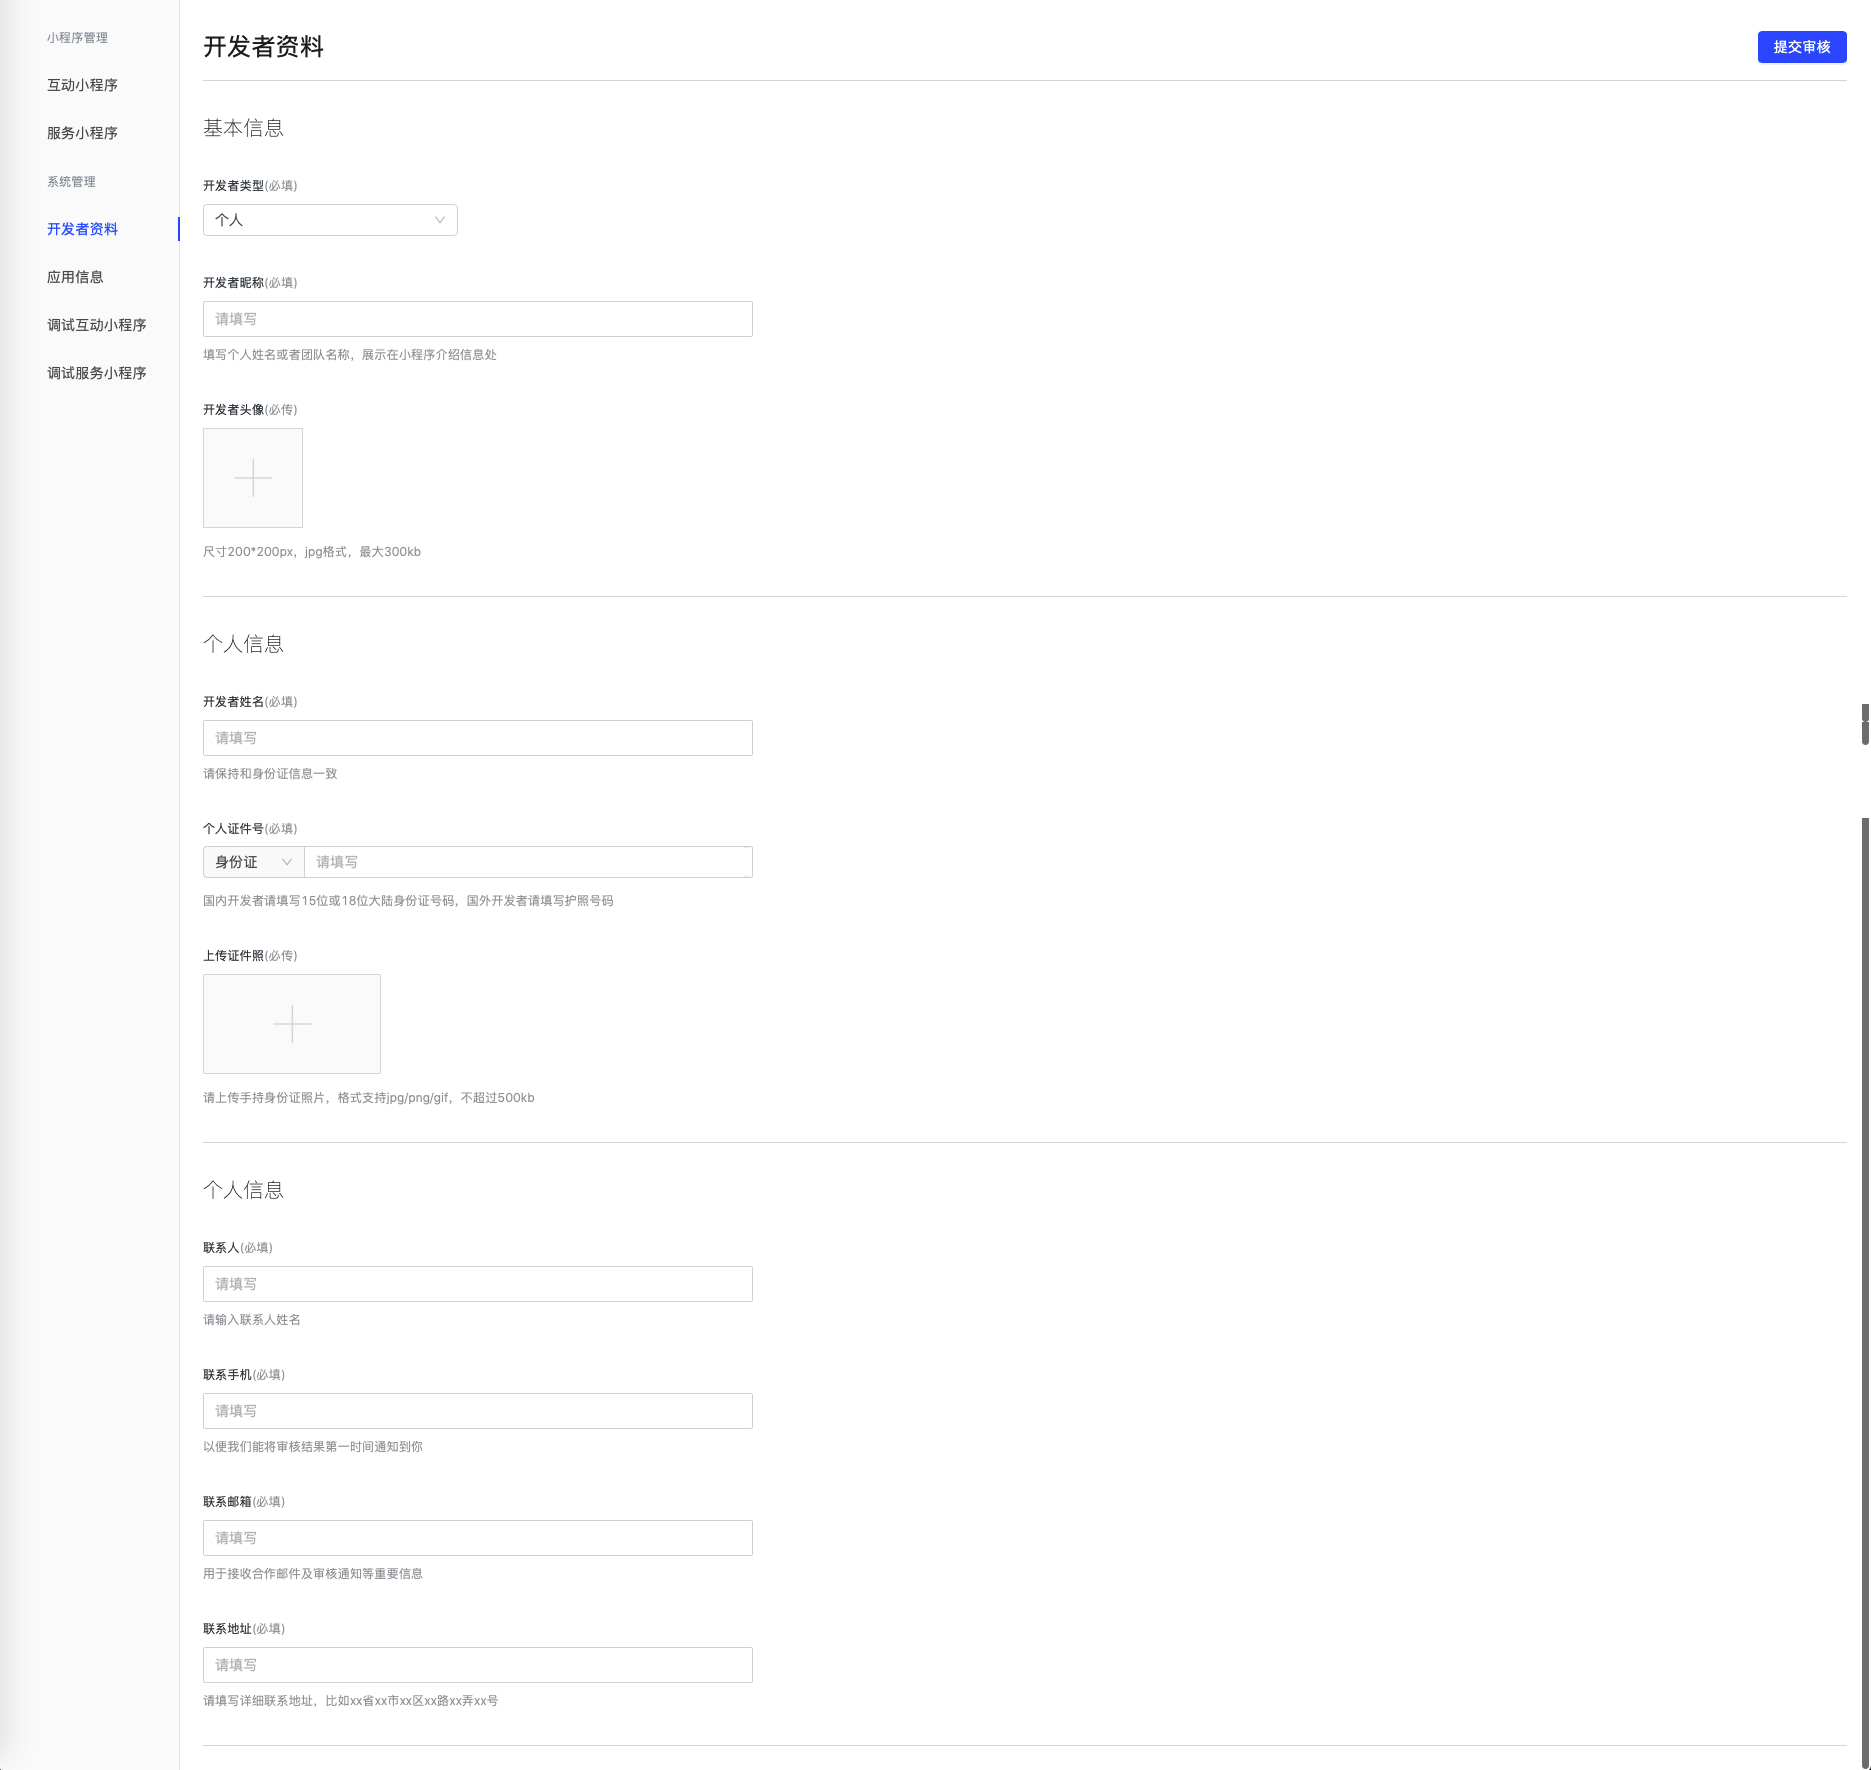 小程序管理
互动小程序
服务小程序
系统管理
开发者资料
应用信息
调试互动小程序
调试服务小程序
开发者资料
提交审核
基本信息
开发者类型(必填)
个人
开发者昵称(必填)
请填写
填写个人姓名或者团队名称，展示在小程序介绍信息处
开发者头像(必传)
尺寸200*200px，jpg格式，最大300kb
个人信息
开发者姓名(必填)
请填写
请保持和身份证信息一致
个人证件号(必填)
身份证 请填写
国内开发者请填写15位或18位大陆身份证号码，国外开发者请填写护照号码
上传证件照(必传)
请上传手持身份证照片，格式支持jpg/png/gif，不超过500kb
个人信息
联系人(必填)
请填写
请输入联系人姓名
联系手机(必填)
请填写
以便我们能将审核结果第一时间通知到你
联系邮箱(必填)
请填写
用于接收合作邮件及审核通知等重要信息
联系地址(必填)
请填写
请填写详细联系地址，比如xx省xx市xx区xx路xx弄xx号